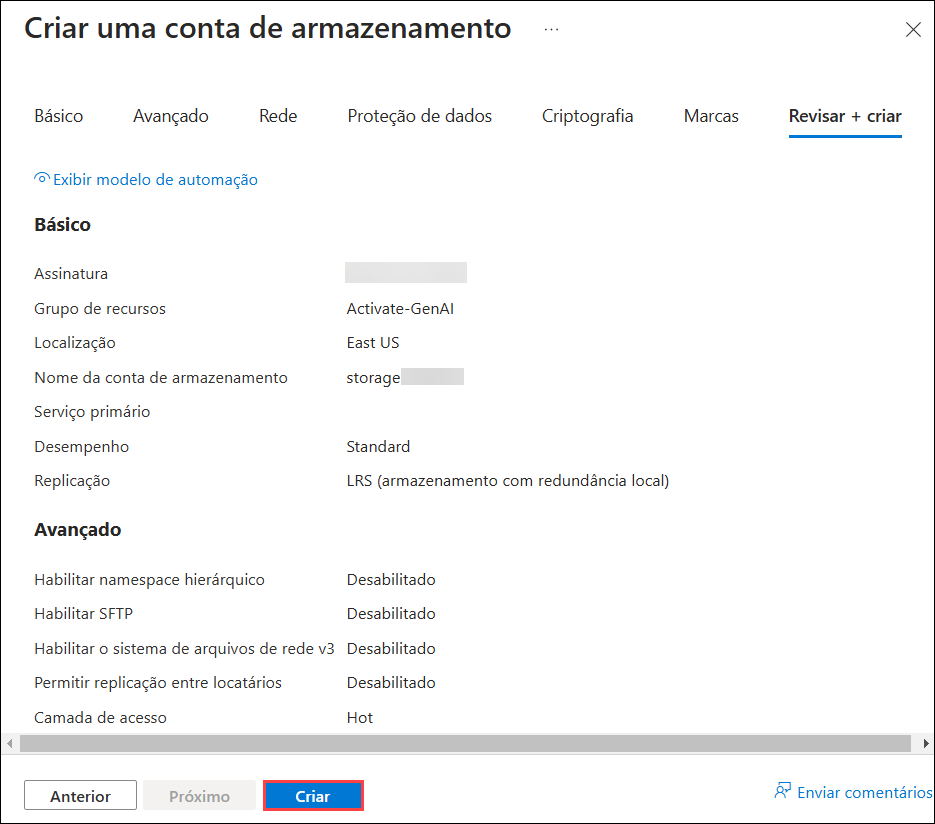 Criar uma conta de armazenamento ...
Básico Avançado Rede Proteção de dados Criptografia Marcas Revisar + criar
Exibir modelo de automação
Básico
Assinatura
Grupo de recursos Activate-GenAI
Localização East US
Nome da conta de armazenamento storage
Serviço primário
Desempenho Standard
Replicação LRS (armazenamento com redundância local)
Avançado
Habilitar namespace hierárquico Desabilitado
Habilitar SFTP Desabilitado
Habilitar o sistema de arquivos de rede v3 Desabilitado
Permitir replicação entre locatários Desabilitado
Camada de acesso Hot
Anterior Próximo Criar Enviar comentários